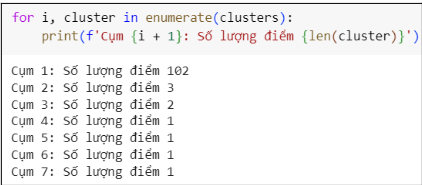 for i, cluster in enumerate(clusters):
    print(f'Cụm {i + 1}: Số lượng điểm {len(cluster)}')
Cụm 1: Số lượng điểm 102
Cụm 2: Số lượng điểm 3
Cụm 3: Số lượng điểm 2
Cụm 4: Số lượng điểm 1
Cụm 5: Số lượng điểm 1
Cụm 6: Số lượng điểm 1
Cụm 7: Số lượng điểm 1